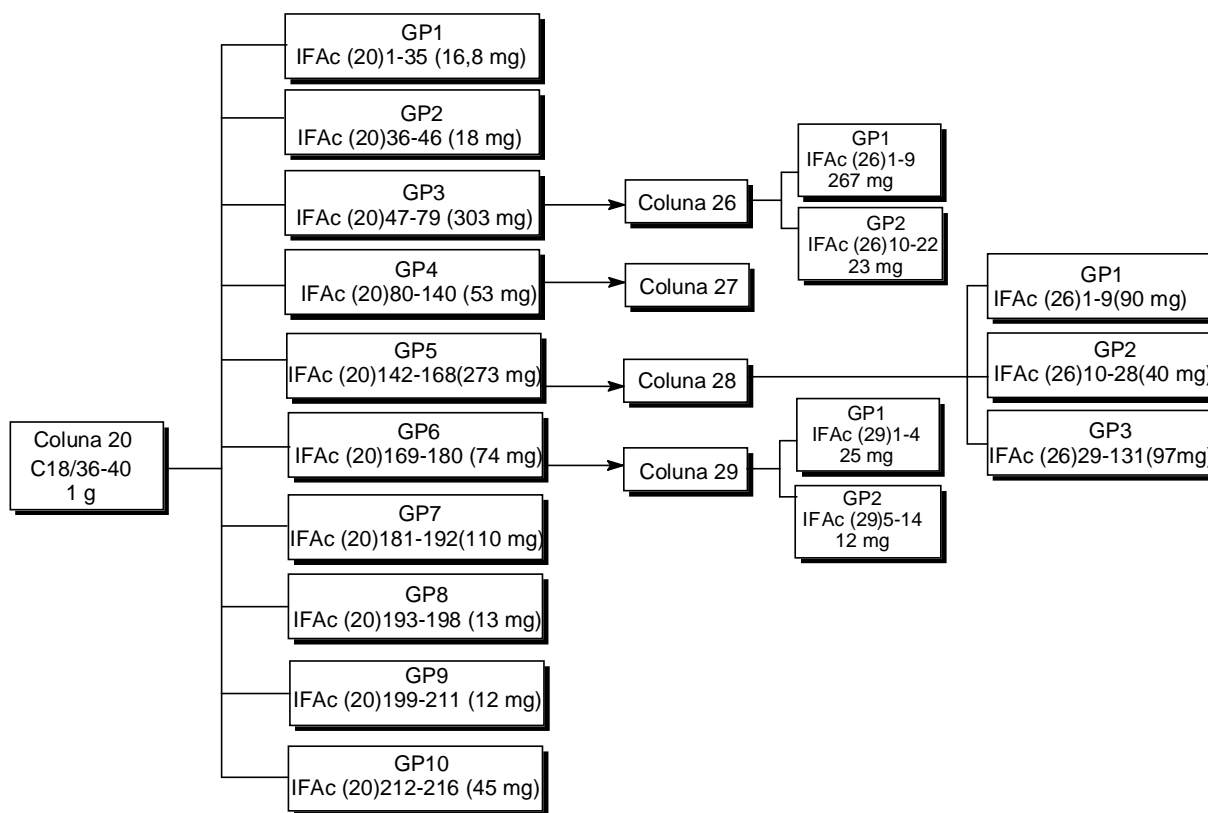 Coluna 20
C18/36-40
1 g
GP1
IFAc (20)1-35 (16,8 mg)
GP2
IFAc (20)36-46 (18 mg)
GP3
IFAc (20)47-79 (303 mg)
GP4
IFAc (20)80-140 (53 mg)
GP5
IFAc (20)142-168(273 mg)
GP6
IFAc (20)169-180 (74 mg)
GP7
IFAc (20)181-192(110 mg)
GP8
IFAc (20)193-198 (13 mg)
GP9
IFAc (20)199-211 (12 mg)
GP10
IFAc (20)212-216 (45 mg)
Coluna 26
Coluna 27
Coluna 28
Coluna 29
GP1
IFAc (26)1-9
267 mg
GP2
IFAc (26)10-22
23 mg
GP1
IFAc (29)1-4
25 mg
GP2
IFAc (29)5-14
12 mg
GP1
IFAc (26)1-9(90 mg)
GP2
IFAc (26)10-28(40 mg)
GP3
IFAc (26)29-131(97mg)